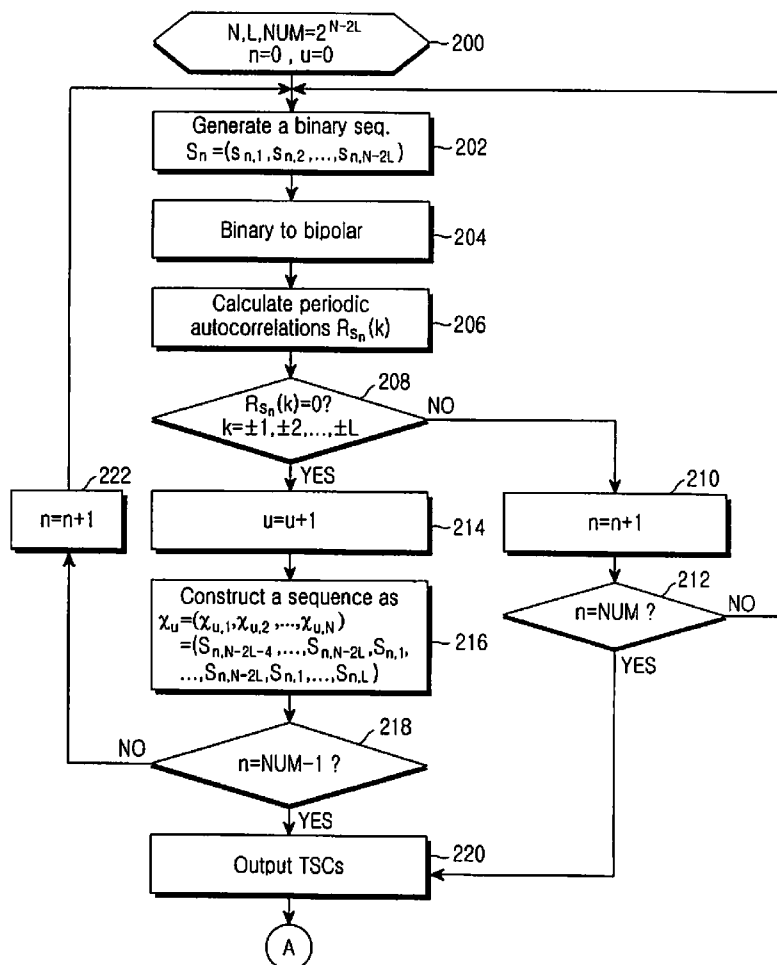 N,L,NUM=2^{N-2L}
n=0 , u=0
200
Generate a binary seq.
S_n=(s_{n,1},s_{n,2},...,s_{n,N-2L})
202
Binary to bipolar
204
Calculate periodic
autocorrelations R_{s_n}(k)
206
208
R_{s_n}(k)=0?
k=±1,±2,...,±L
NO
YES
222
n=n+1
u=u+1
214
210
n=n+1
Construct a sequence as
χ_u=(χ_{u,1},χ_{u,2},...,χ_{u,N})
=(S_{n,N-2L-4},...,S_{n,N-2L},S_{n,1},
...,S_{n,N-2L},S_{n,1},...,S_{n,L})
216
212
n=NUM ?
NO
YES
218
NO
n=NUM-1 ?
YES
Output TSCs
220
A